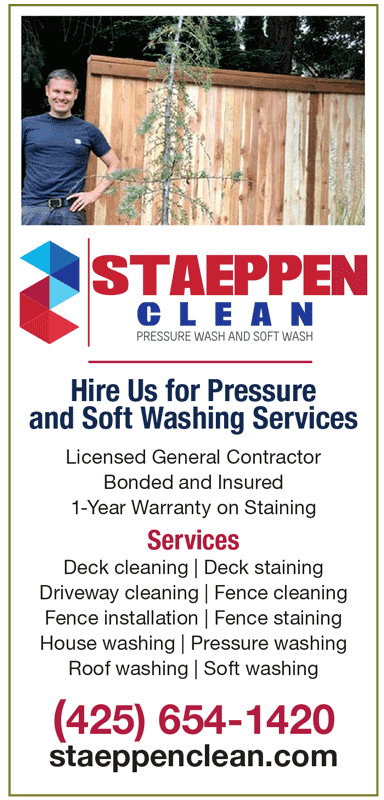 STAEPPEN
CLEAN
PRESSURE WASH AND SOFT WASH
Hire Us for Pressure
and Soft Washing Services
Licensed General Contractor
Bonded and Insured
1-Year Warranty on Staining
Services
Deck cleaning | Deck staining
Driveway cleaning | Fence cleaning
Fence installation | Fence staining
House washing | Pressure washing
Roof washing | Soft washing
(425) 654-1420
staeppenclean.com